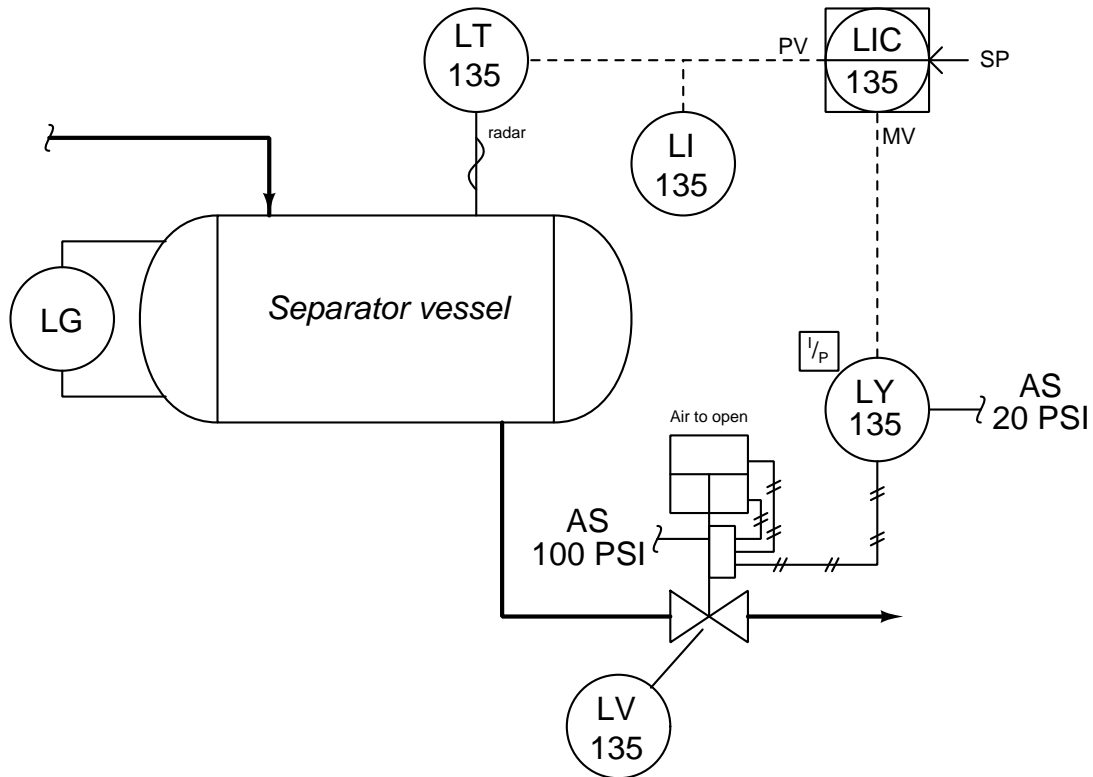 LT
135
PV
LIC
135
SP
radar
LI
135
MV
LG
Separator vessel
I/P
LY
135
AS
20 PSI
Air to open
AS
100 PSI
LV
135